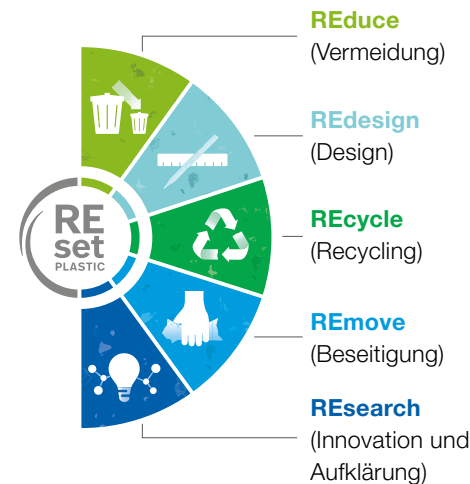 REduce
(Vermeidung)
REdesign
(Design)
RE
set
PLASTIC
REcycle
(Recycling)
REmove
(Beseitigung)
REsearch
(Innovation und
Aufklärung)